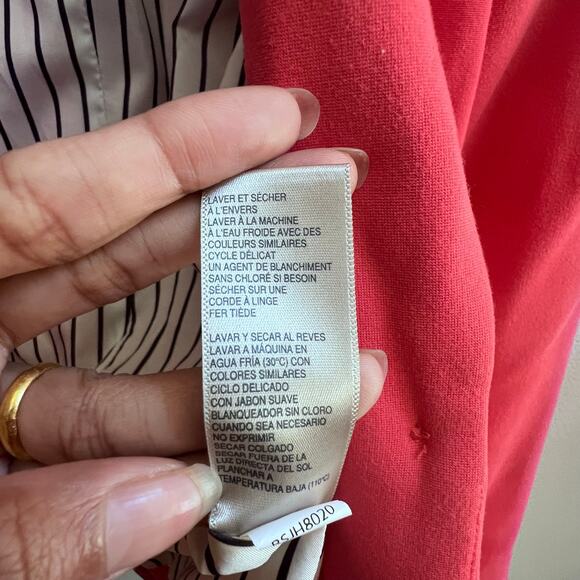 LAVER ET SÉCHER
À L'ENVERS
LAVER À LA MACHINE
À L'EAU FROIDE AVEC DES
COULEURS SIMILAIRES
CYCLE DÉLICAT
UN AGENT DE BLANCHIMENT
SANS CHLORÉ SI BESOIN
SÉCHER SUR UNE
CORDE À LINGE
FER TIÈDE
LAVAR Y SECAR AL REVES
LAVAR A MÁQUINA EN
AGUA FRÍA (30°C) CON
COLORES SIMILARES
CICLO DELICADO
CON JABON SUAVE
BLANQUEADOR SIN CLORO
CUANDO SEA NECESARIO
NO EXPRIMIR
SECAR COLGADO
SECAR FUERA DE LA
LUZ DIRECTA DEL SOL
PLANCHAR A
TEMPERATURA BAJA (110°C)